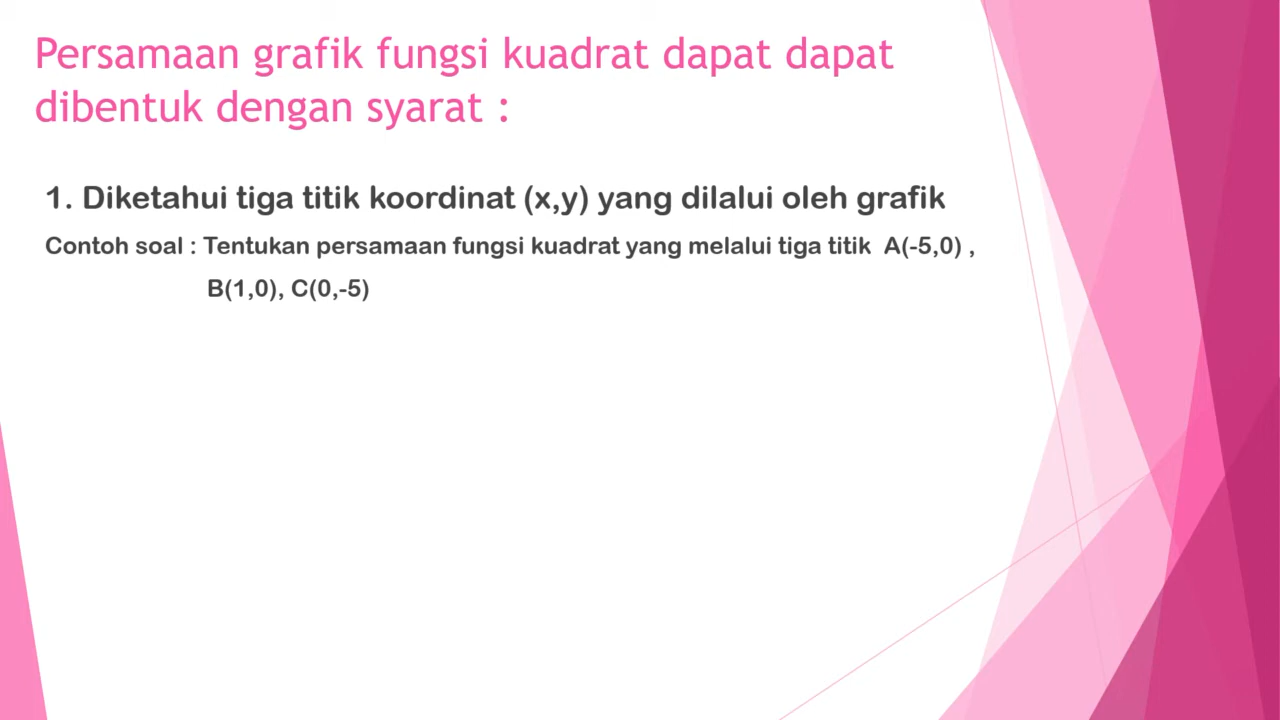 Persamaan grafik fungsi kuadrat dapat dapat
dibentuk dengan syarat :
1. Diketahui tiga titik koordinat (x,y) yang dilalui oleh grafik
Contoh soal : Tentukan persamaan fungsi kuadrat yang melalui tiga titik A(-5,0) ,
B(1,0), C(0,-5)